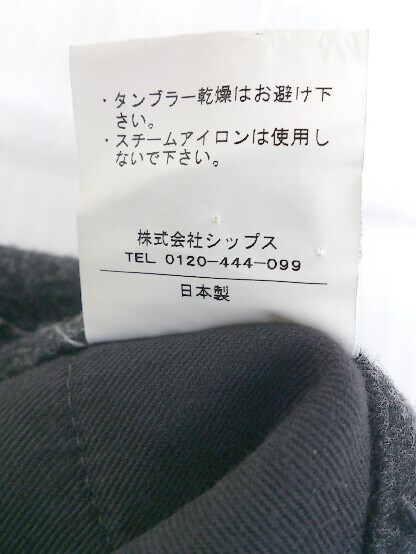 ・タンブラー乾燥はお避け下
さい。
・スチームアイロンは使用し
ないで下さい。
株式会社シップス
TEL 0120-444-099
日本製